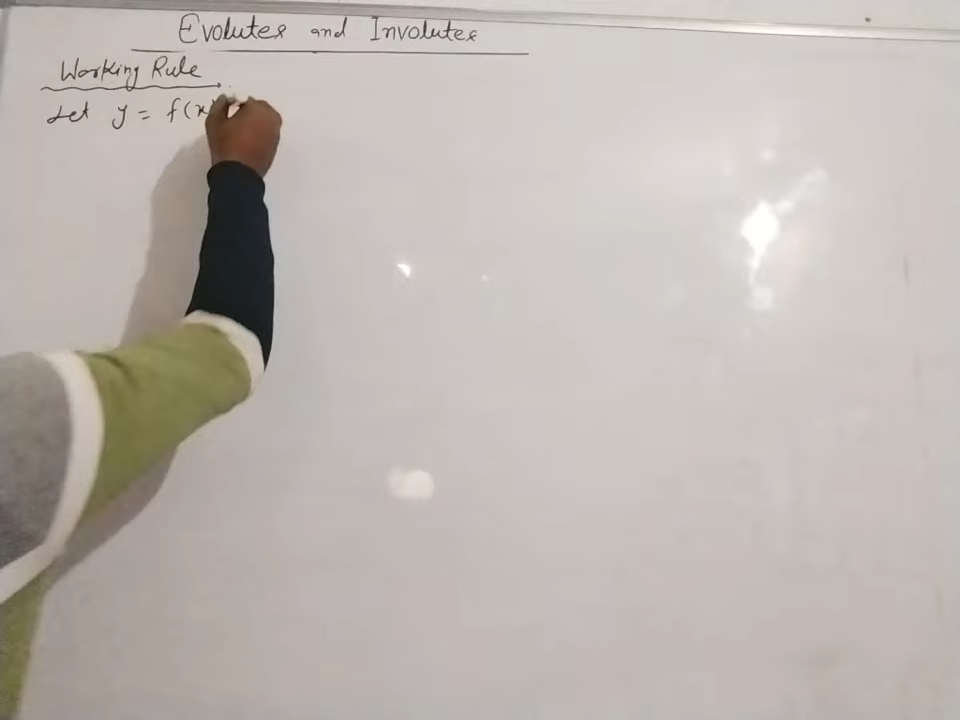 Evolutes and Involutes
Working Rule
Let y = f(x)